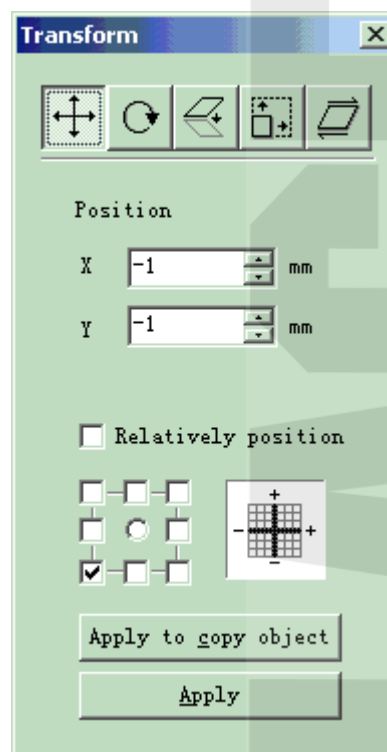 Transform
Position
X -1 mm
Y -1 mm
Relatively position
+
- +
-
Apply to copy object
Apply